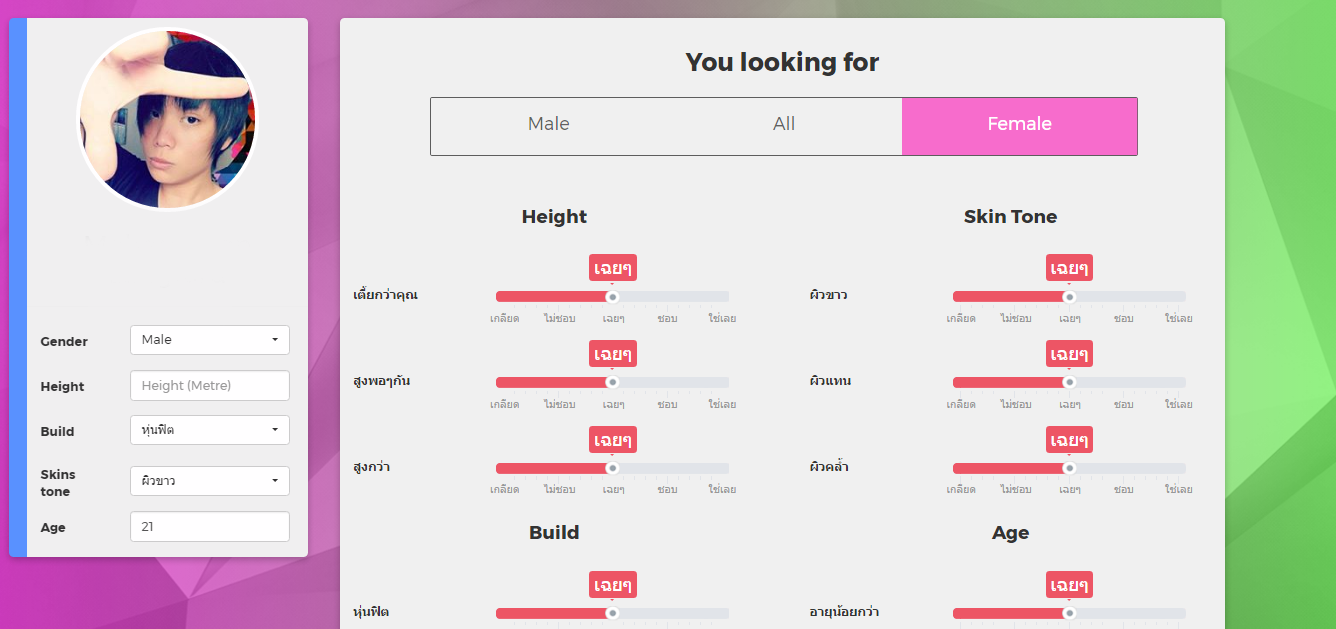 Gender
Male
Height
Height (Metre)
Build
หุ่นฟิต
Skins
tone
ผิวขาว
Age
21
You looking for
Male
All
Female
Height
เฉยๆ
เตี้ยกว่าคุณ
เกลียด ไม่ชอบ เฉยๆ ชอบ ใช่เลย
เฉยๆ
สูงพอๆกัน
เกลียด ไม่ชอบ เฉยๆ ชอบ ใช่เลย
เฉยๆ
สูงกว่า
เกลียด ไม่ชอบ เฉยๆ ชอบ ใช่เลย
Skin Tone
เฉยๆ
ผิวขาว
เกลียด ไม่ชอบ เฉยๆ ชอบ ใช่เลย
เฉยๆ
ผิวแทน
เกลียด ไม่ชอบ เฉยๆ ชอบ ใช่เลย
เฉยๆ
ผิวคล้ำ
เกลียด ไม่ชอบ เฉยๆ ชอบ ใช่เลย
Build
เฉยๆ
หุ่นฟิต
Age
เฉยๆ
อายุน้อยกว่า